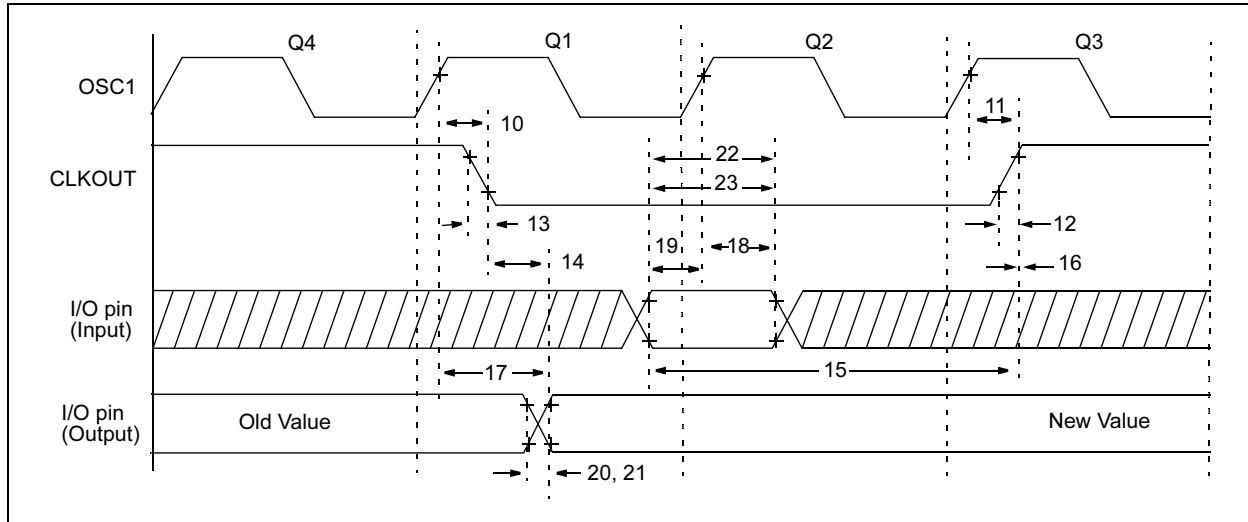 Q4 Q1 Q2 Q3
OSC1
10 11
22
CLKOUT
23
13 12
19 18
14 16
I/O pin
(Input)
17 15
I/O pin
(Output)
Old Value New Value
20, 21